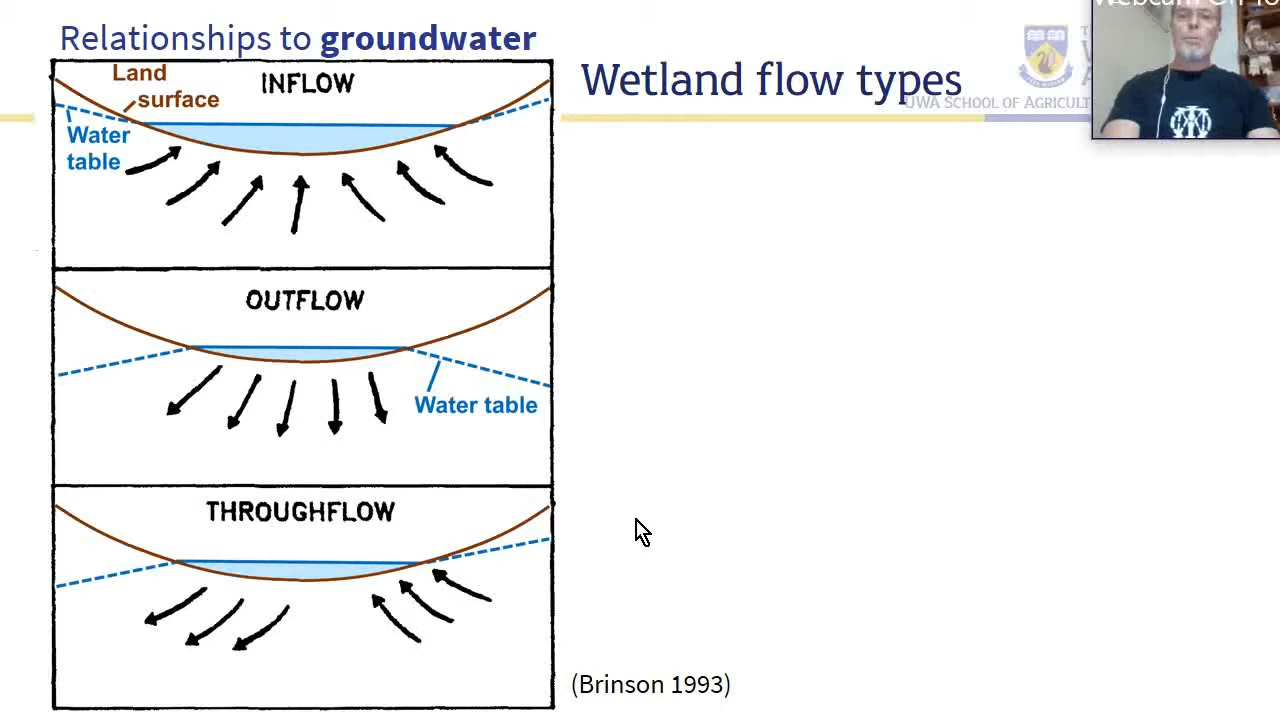 Relationships to groundwater
Wetland flow types
UWA SCHOOL OF AGRICULT
INFLOW
Land
surface
Water
table
OUTFLOW
Water table
THROUGHFLOW
(Brinson 1993)